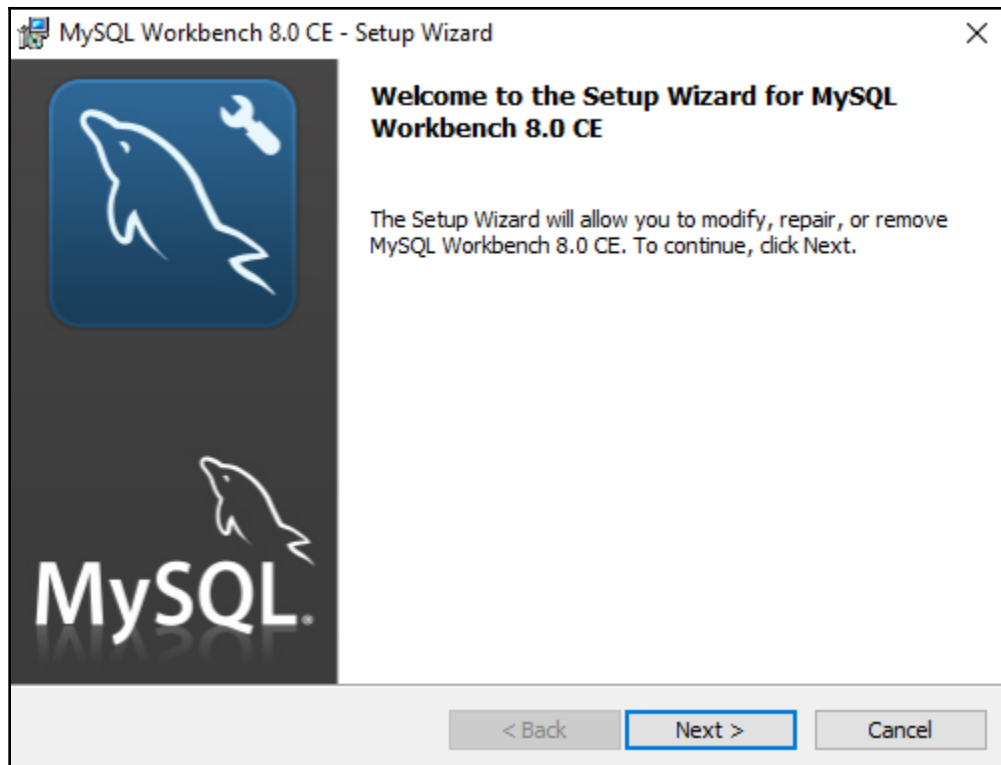 MySQL Workbench 8.0 CE - Setup Wizard
Welcome to the Setup Wizard for MySQL
Workbench 8.0 CE
The Setup Wizard will allow you to modify, repair, or remove
MySQL Workbench 8.0 CE. To continue, click Next.
MySQL®
< Back
Next >
Cancel